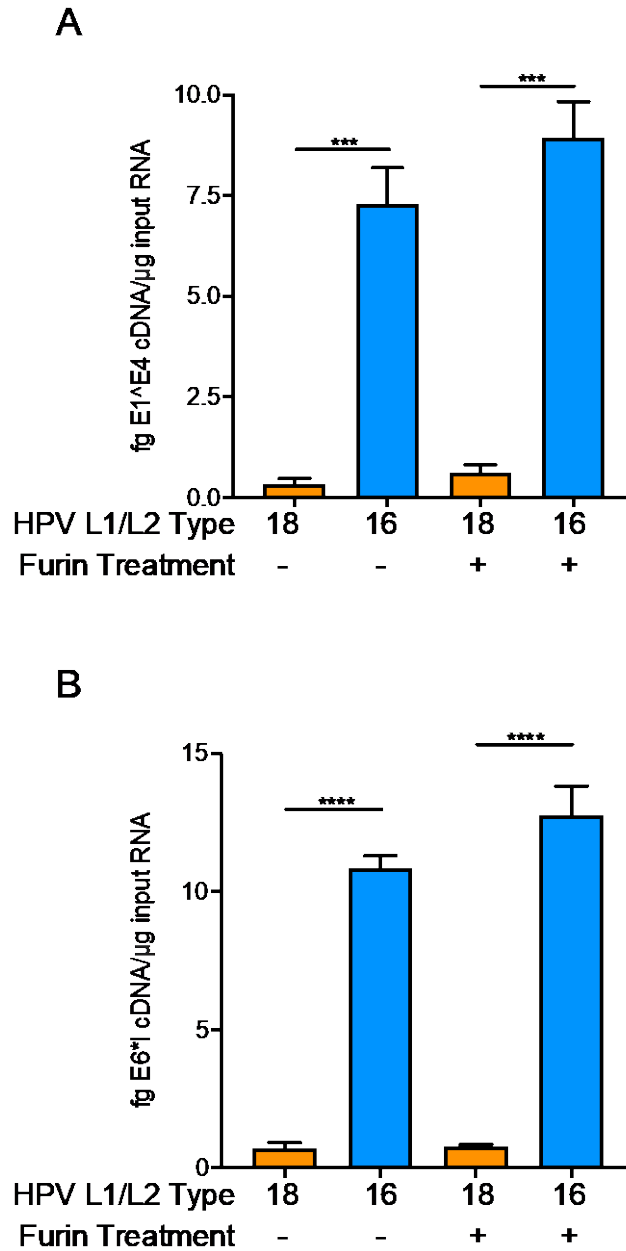 A
fg E1^E4 cDNA/µg input RNA
10.0
7.5
5.0
2.5
0.0
***
***
HPV L1/L2 Type 18 16 18 16
Furin Treatment - - + +
B
fg E6*I cDNA/µg input RNA
15
10
5
0
****
****
HPV L1/L2 Type 18 16 18 16
Furin Treatment - - + +